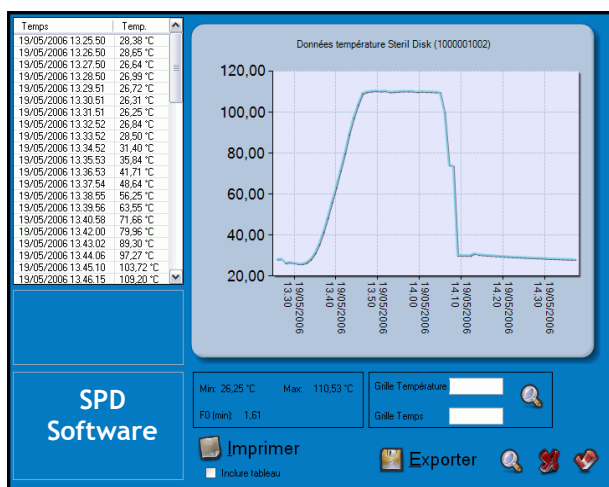 Temps Temp.
19/05/2006 13.25.50 28,38 °C
19/05/2006 13.26.50 28,65 °C
19/05/2006 13.27.50 26,64 °C
19/05/2006 13.28.50 26,99 °C
19/05/2006 13.29.51 26,72 °C
19/05/2006 13.30.51 26,31 °C
19/05/2006 13.31.51 26,25 °C
19/05/2006 13.32.52 26,84 °C
19/05/2006 13.33.52 28,50 °C
19/05/2006 13.34.52 31,40 °C
19/05/2006 13.35.53 35,84 °C
19/05/2006 13.36.53 41,71 °C
19/05/2006 13.37.54 48,64 °C
19/05/2006 13.38.55 56,25 °C
19/05/2006 13.39.56 63,55 °C
19/05/2006 13.40.58 71,66 °C
19/05/2006 13.42.00 79,96 °C
19/05/2006 13.43.02 89,30 °C
19/05/2006 13.44.06 97,27 °C
19/05/2006 13.45.10 103,72 °C
19/05/2006 13.46.15 109,20 °C
Données température Steril Disk (1000001002)
120,00
100,00
80,00
60,00
40,00
20,00
19/05/2006
13.30
19/05/2006
13.40
19/05/2006
13.50
19/05/2006
14.00
19/05/2006
14.10
19/05/2006
14.20
19/05/2006
14.30
SPD
Software
Min: 26,25 °C Max: 110,53 °C
F0 (min): 1,61
Grille Température
Grille Temps
Imprimer
Inclure tableau
Exporter